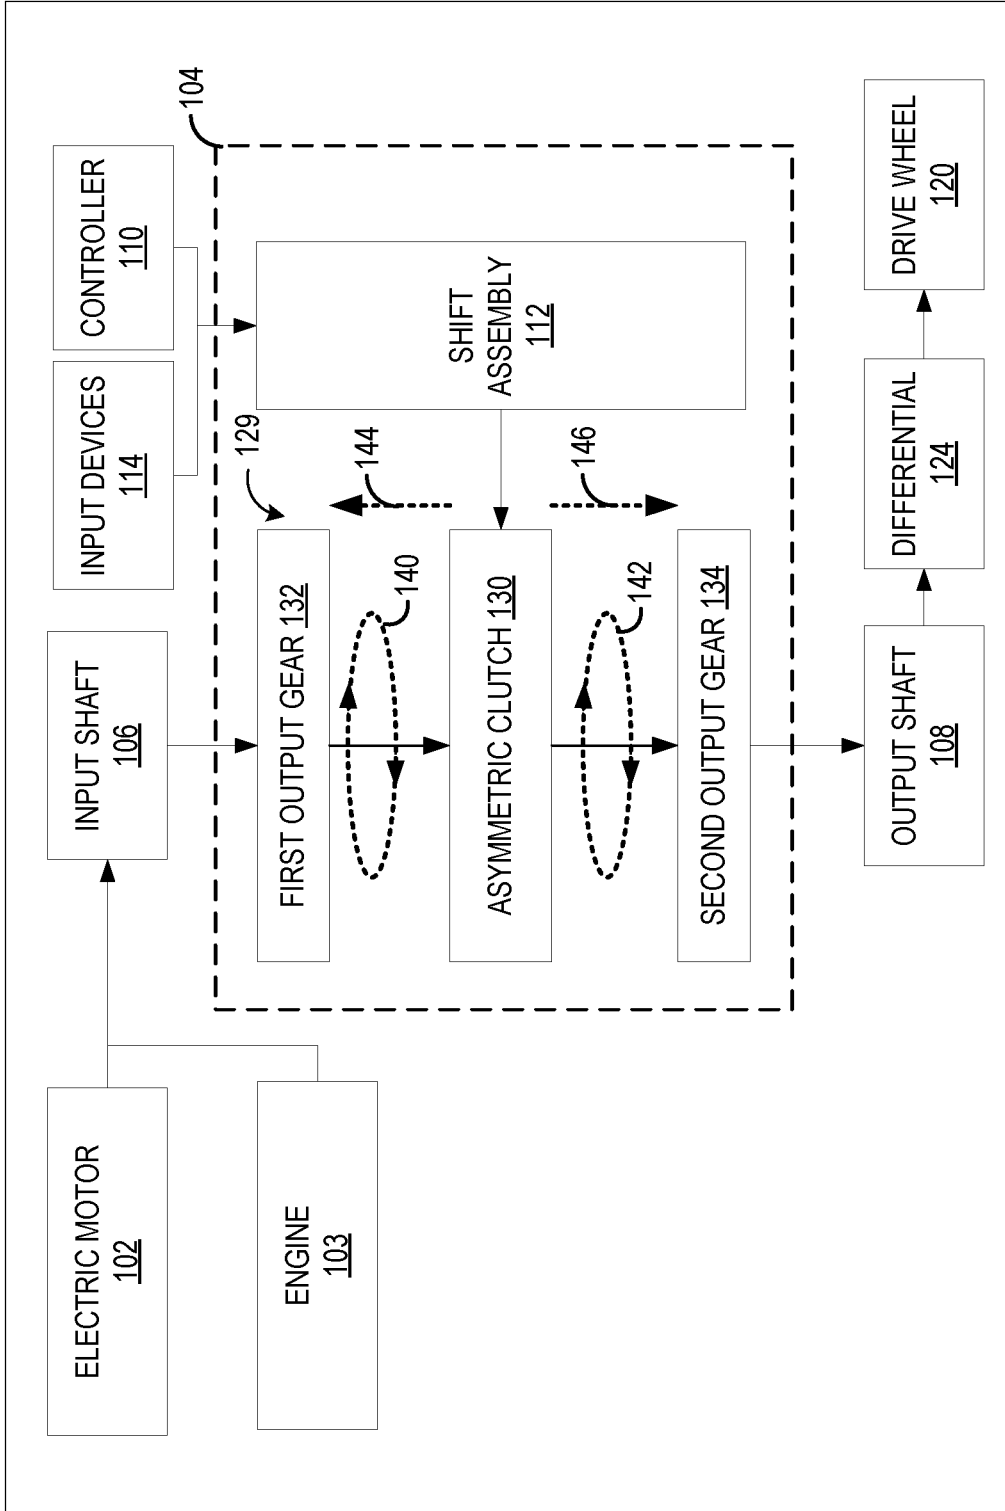 ELECTRIC MOTOR
102
ENGINE
103
INPUT SHAFT
106
INPUT DEVICES
114
CONTROLLER
110
104
129
FIRST OUTPUT GEAR 132
140
144
ASYMMETRIC CLUTCH 130
SHIFT
ASSEMBLY
112
142
146
SECOND OUTPUT GEAR 134
OUTPUT SHAFT
108
DIFFERENTIAL
124
DRIVE WHEEL
120